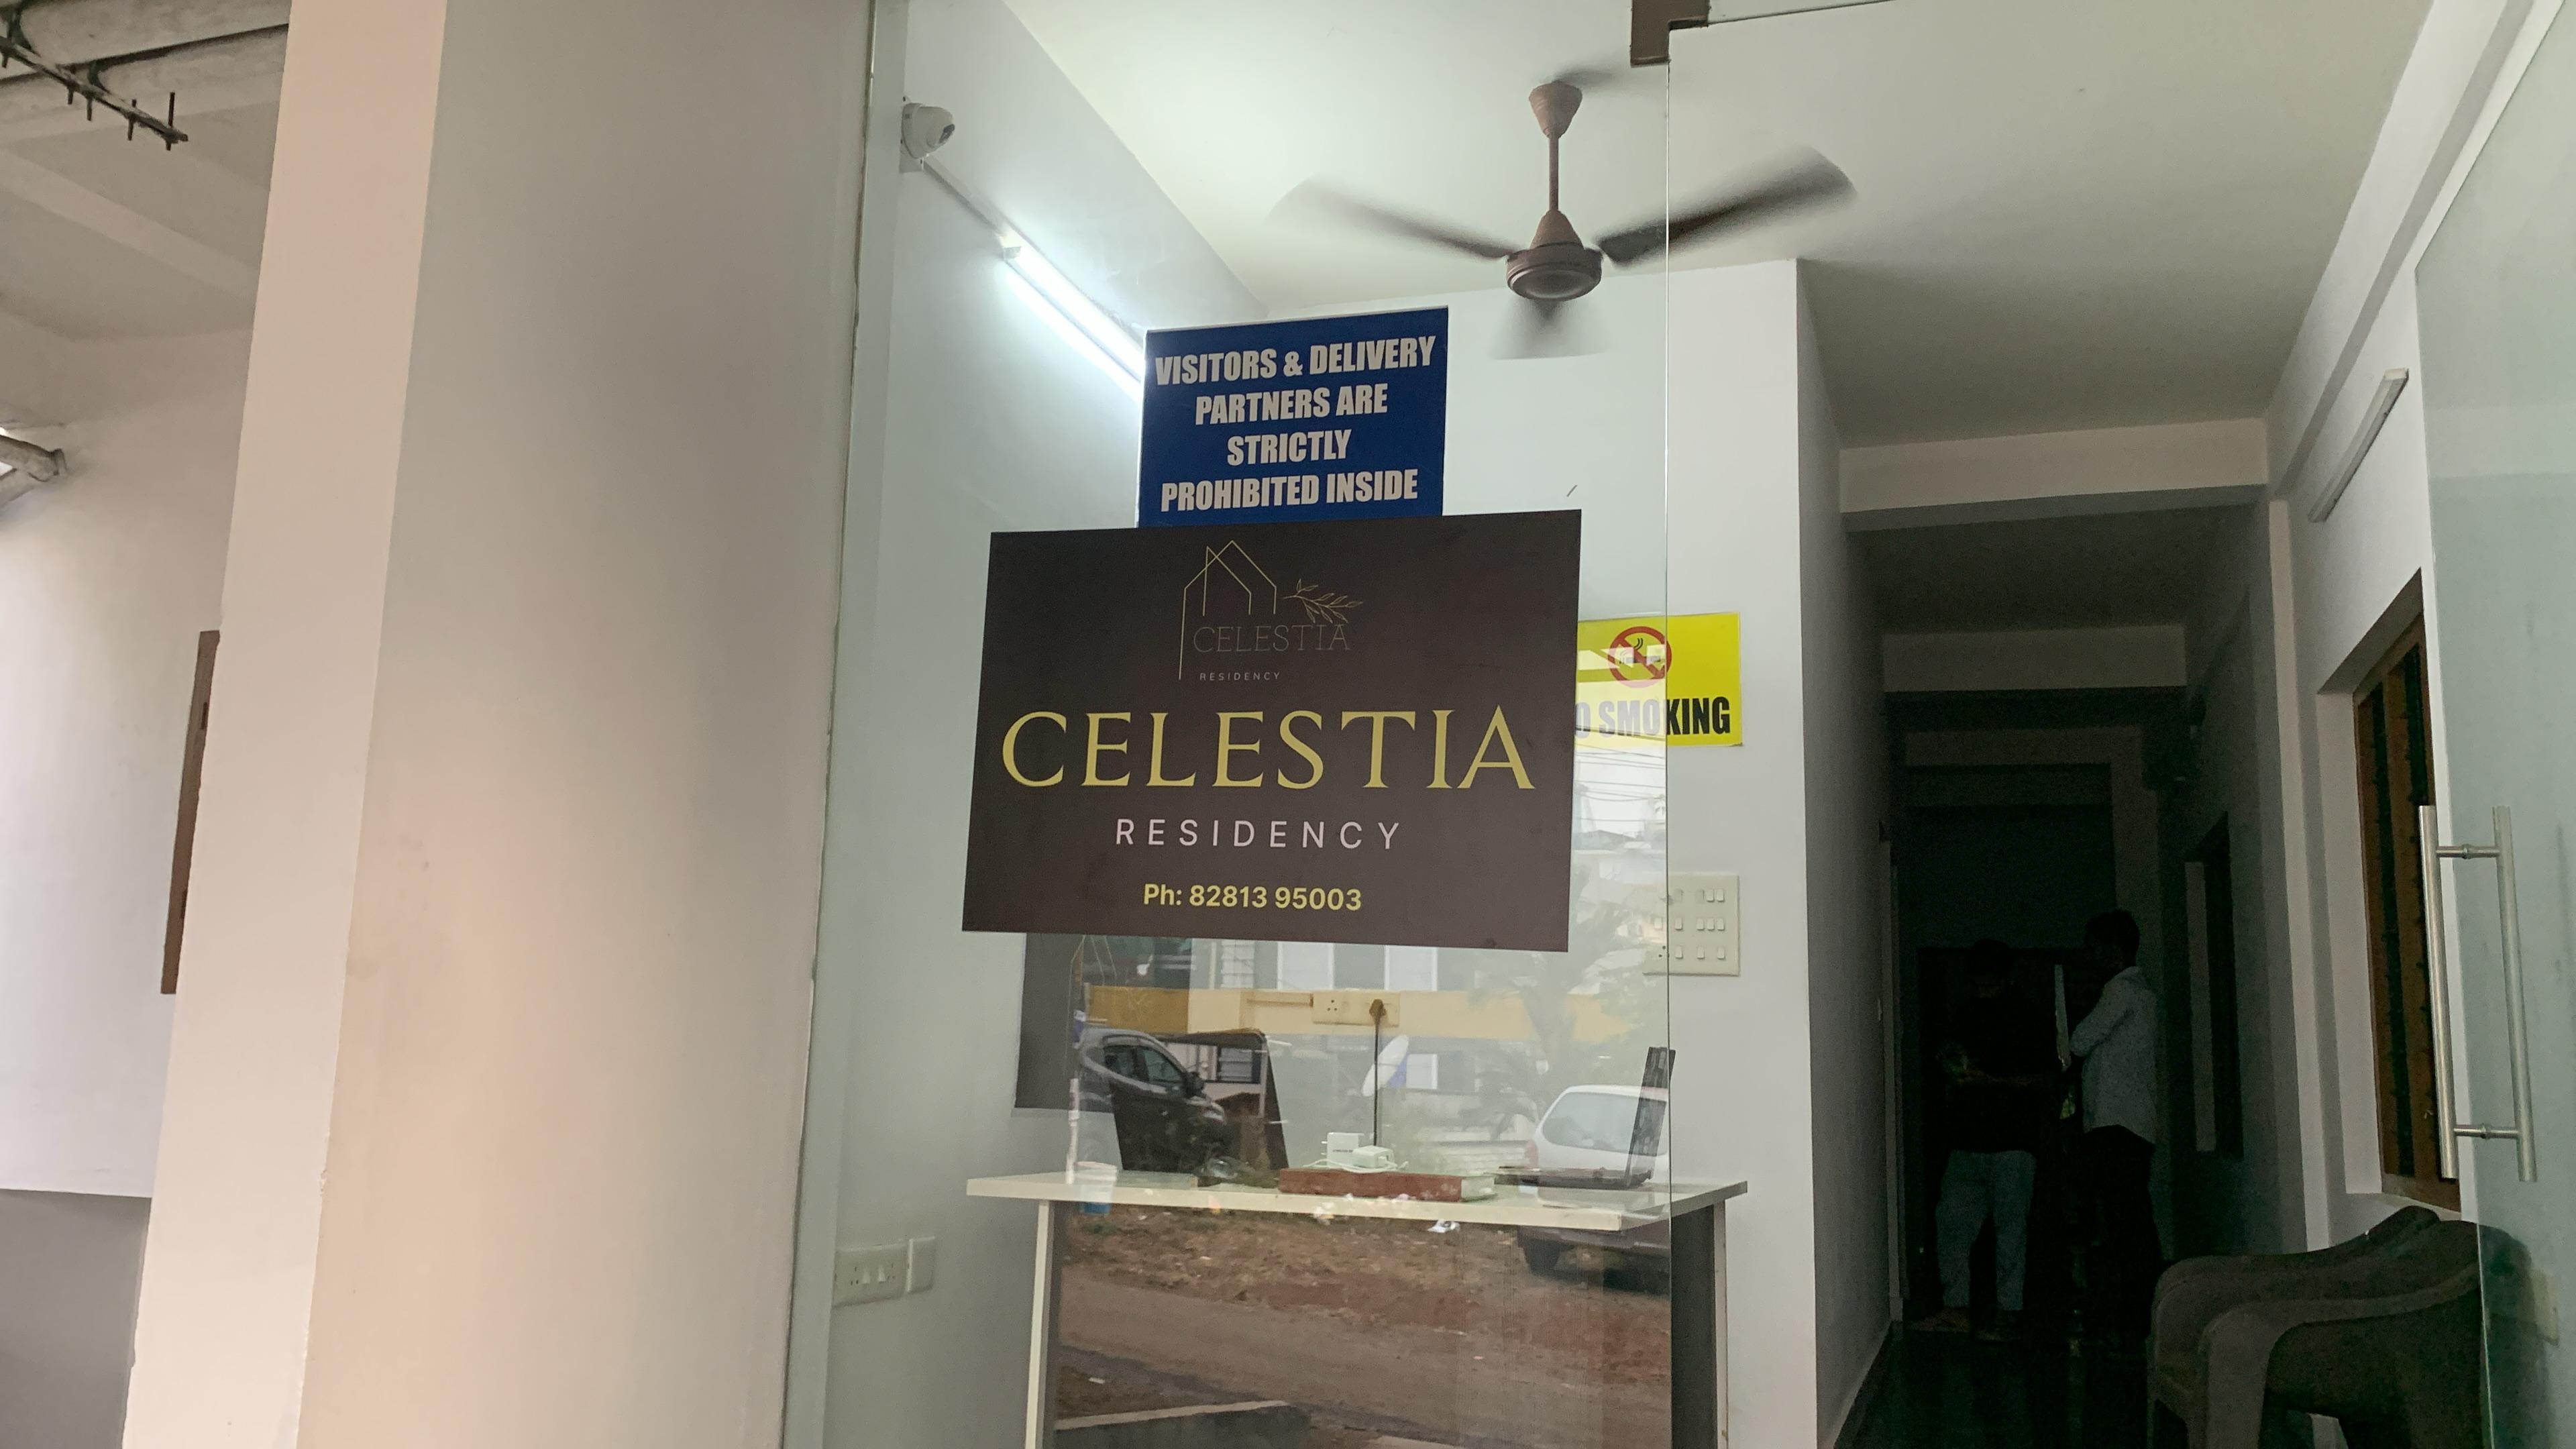 VISITORS & DELIVERY
PARTNERS ARE
STRICTLY
PROHIBITED INSIDE
CELESTIA
RESIDENCY
CELESTIA
RESIDENCY
Ph: 82813 95003
O SMOKING